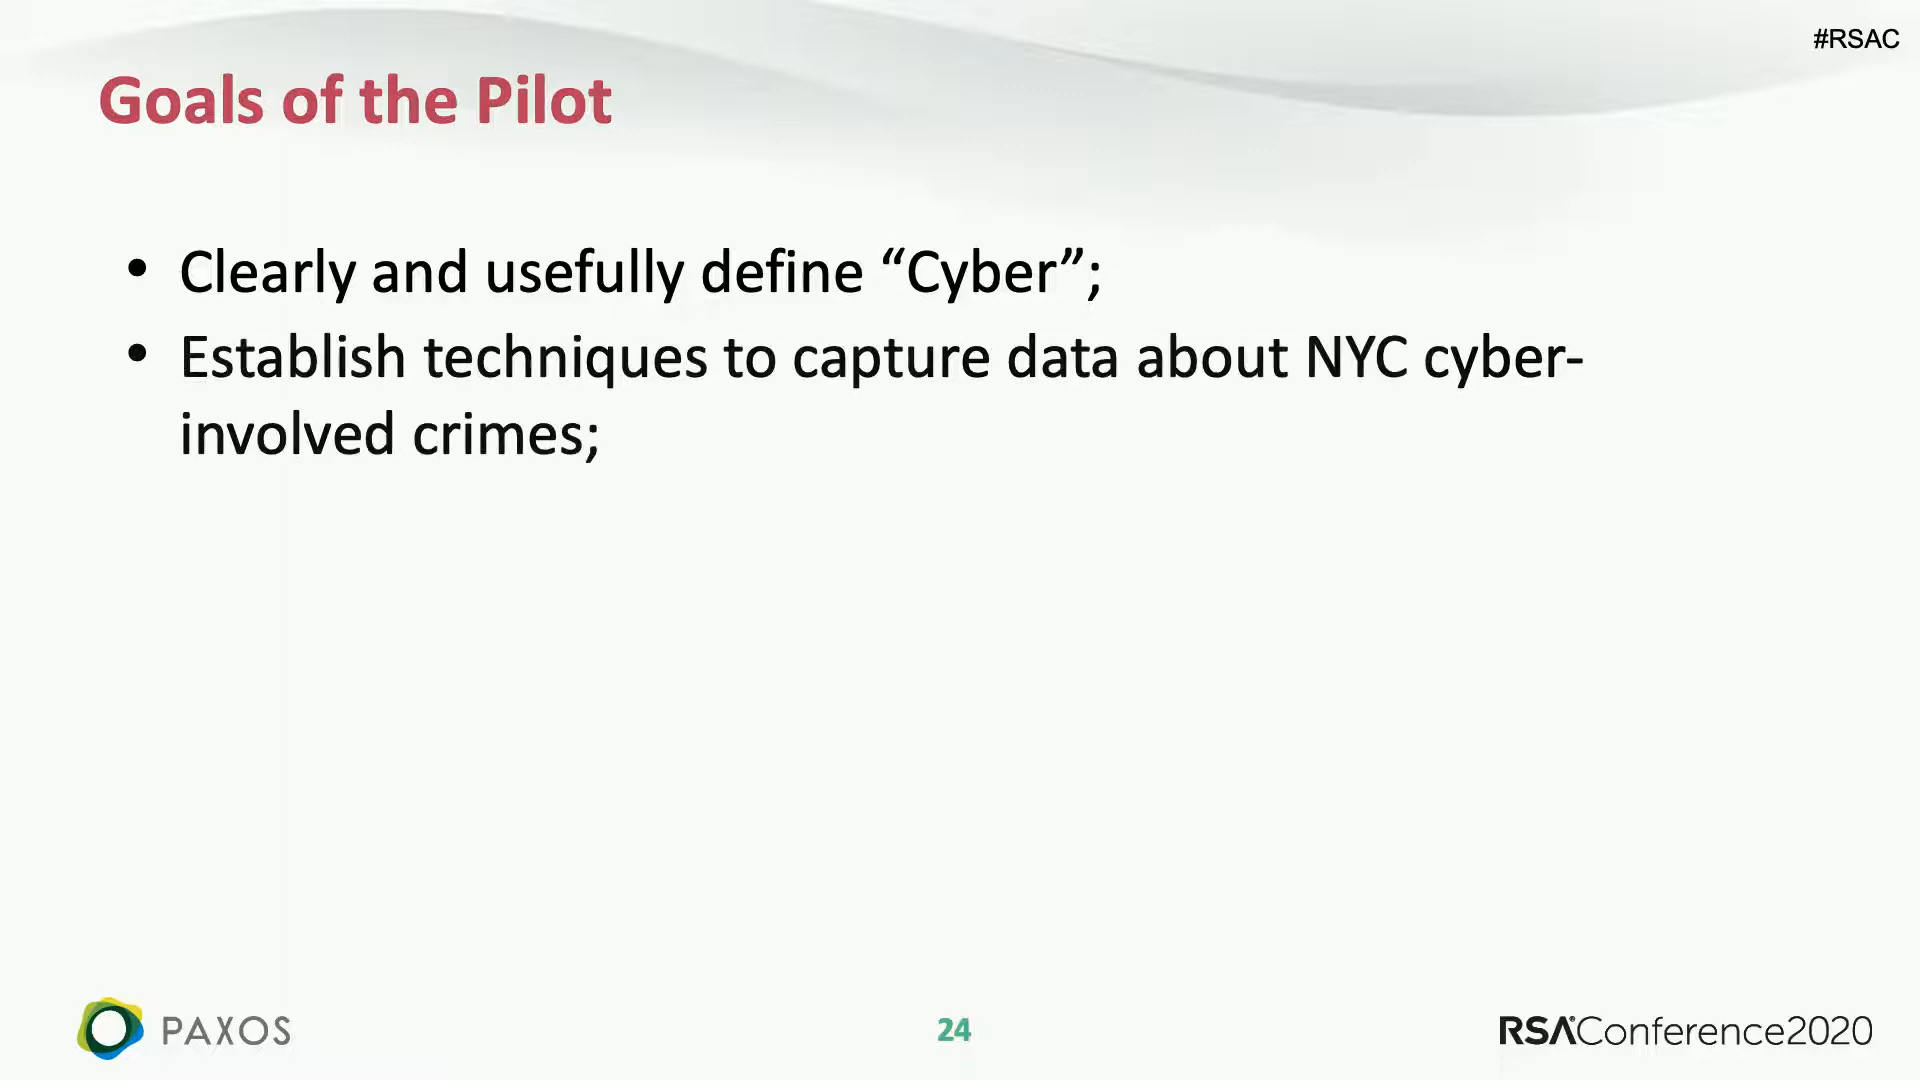 #RSAC
Goals of the Pilot
• Clearly and usefully define “Cyber”;
• Establish techniques to capture data about NYC cyber-
involved crimes;
PAXOS
24
RSAConference2020